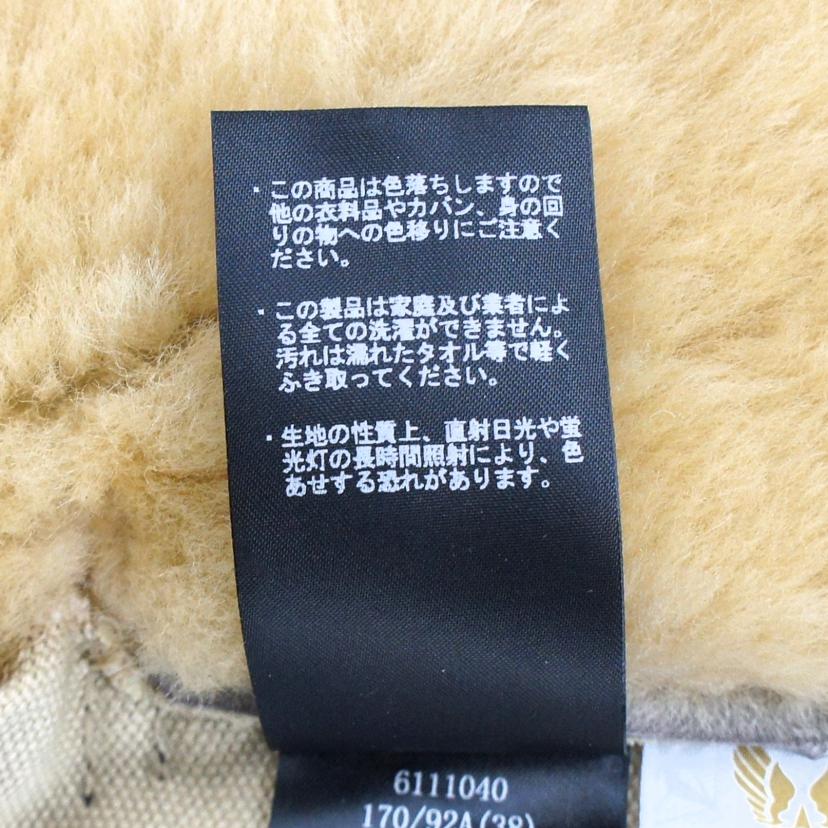 ・この商品は色落ちしますので
他の衣料品やカバン、身の回
りの物への色移りにご注意く
ださい。
・この製品は家庭及び業者によ
る全ての洗濯ができません。
汚れは濡れたタオル等で軽く
ふき取ってください。
・生地の性質上、直射日光や蛍
光灯の長時間照射により、色
あせする恐れがあります。
6111040
170/92A(38)